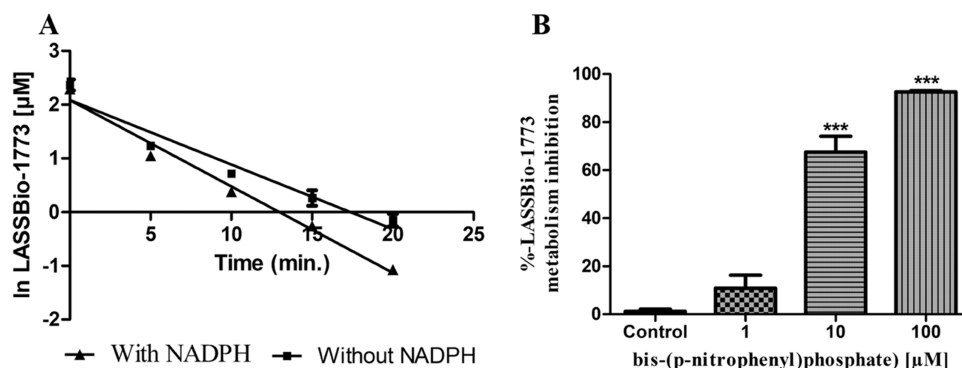 A
ln LASSBio-1773 [µM]
3
2
1
0
-1
-2
5
10
15
20
25
Time (min.)
With NADPH
Without NADPH
B
%-LASSBio-1773
metabolism inhibition
100
80
60
40
20
0
***
***
Control
1
10
100
bis-(p-nitrophenyl)phosphate) [µM]